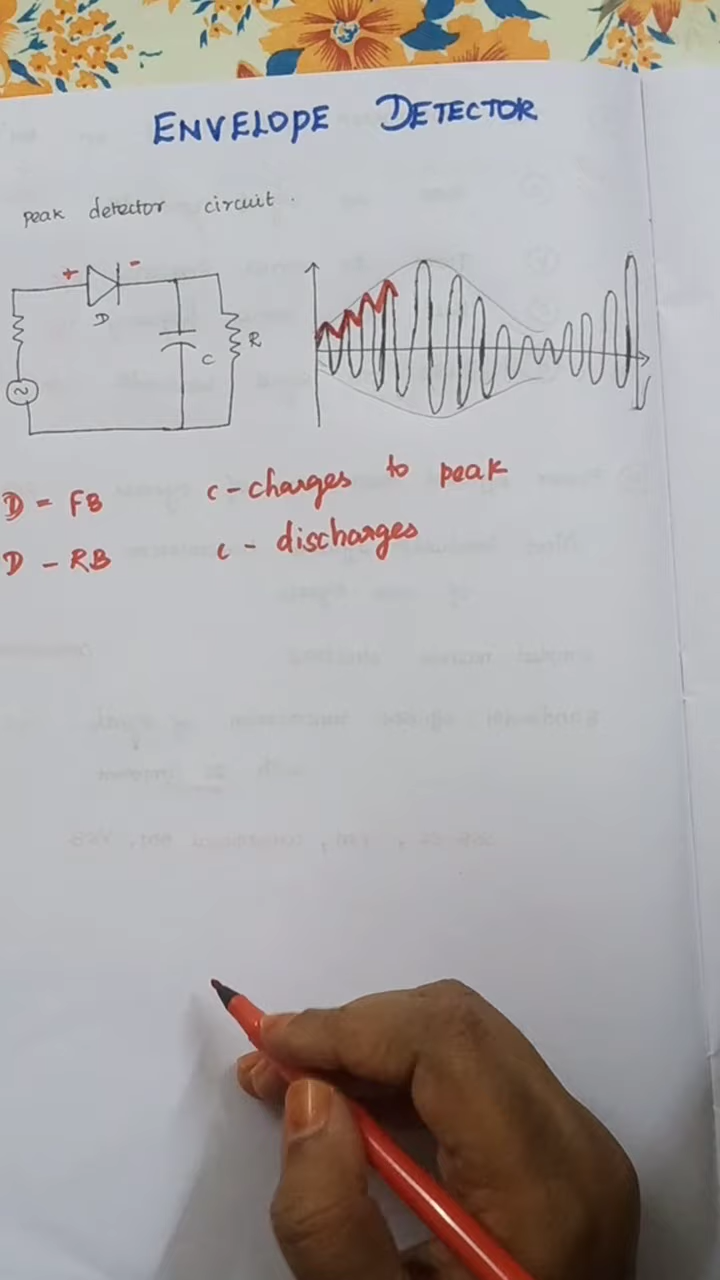 ENVELOPE DETECTOR
peak detector circuit.
+ -
D
C
R
~
D = FB C - charges to peak
D - RB C - discharges